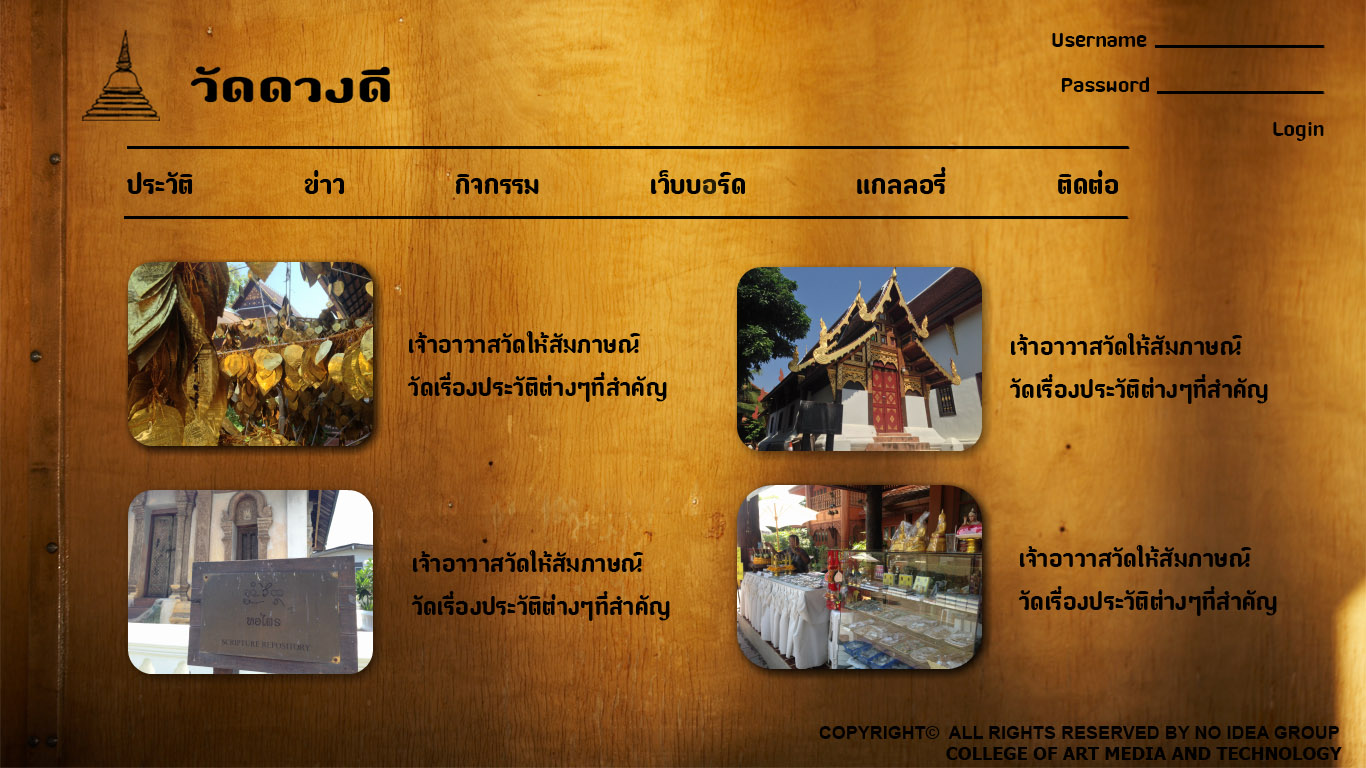 วัดดวงดี
Username
Password
Login
ประวัติ ข่าว กิจกรรม เว็บบอร์ด แกลลอรี่ ติดต่อ
เจ้าอาวาสวัดให้สัมภาษณ์
วัดเรื่องประวัติต่างๆที่สำคัญ
เจ้าอาวาสวัดให้สัมภาษณ์
วัดเรื่องประวัติต่างๆที่สำคัญ
หอไตร
SCRIPTURE REPOSITORY
เจ้าอาวาสวัดให้สัมภาษณ์
วัดเรื่องประวัติต่างๆที่สำคัญ
เจ้าอาวาสวัดให้สัมภาษณ์
วัดเรื่องประวัติต่างๆที่สำคัญ
COPYRIGHT© ALL RIGHTS RESERVED BY NO IDEA GROUP
COLLEGE OF ART MEDIA AND TECHNOLOGY